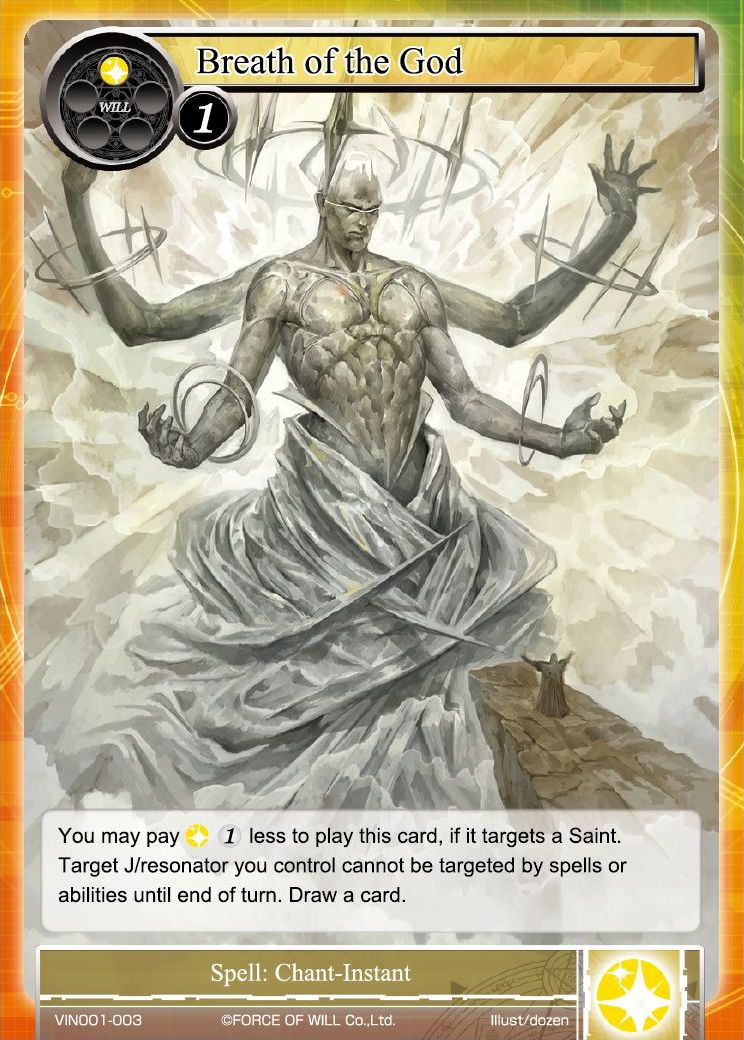 Breath of the God
WILL
1
You may pay 1 less to play this card, if it targets a Saint.
Target J/resonator you control cannot be targeted by spells or
abilities until end of turn. Draw a card.
Spell: Chant-Instant
VIN001-003 ©FORCE OF WILL Co.,Ltd. Illust/dozen